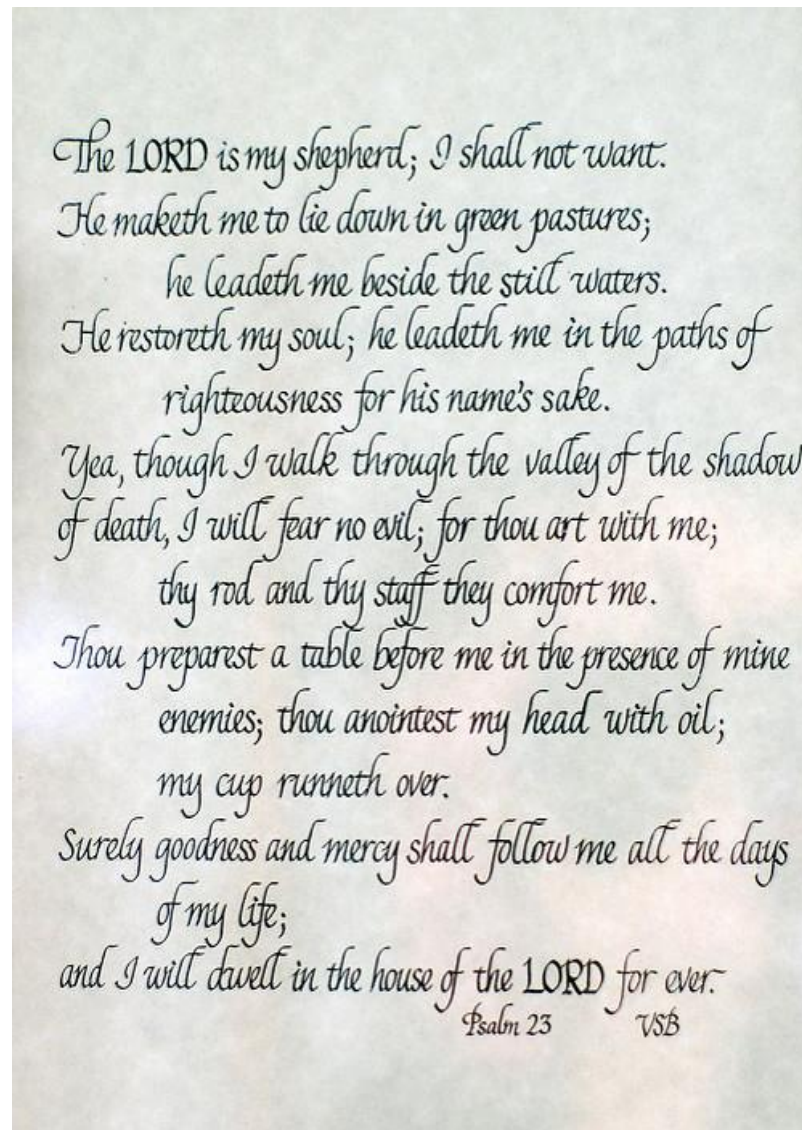 The LORD is my shepherd; I shall not want.
He maketh me to lie down in green pastures;
he leadeth me beside the still waters.
He restoreth my soul; he leadeth me in the paths of
righteousness for his name's sake.
Yea, though I walk through the valley of the shadow
of death, I will fear no evil; for thou art with me;
thy rod and thy staff they comfort me.
Thou preparest a table before me in the presence of mine
enemies; thou anointest my head with oil;
my cup runneth over.
Surely goodness and mercy shall follow me all the days
of my life;
and I will dwell in the house of the LORD for ever.
Psalm 23 VSB